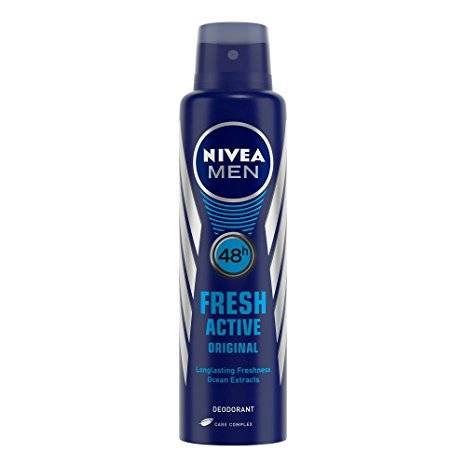 NIVEA
MEN
48h
FRESH
ACTIVE
ORIGINAL
Longlasting Freshness
Ocean Extracts
DEODORANT
CARE COMPLEX